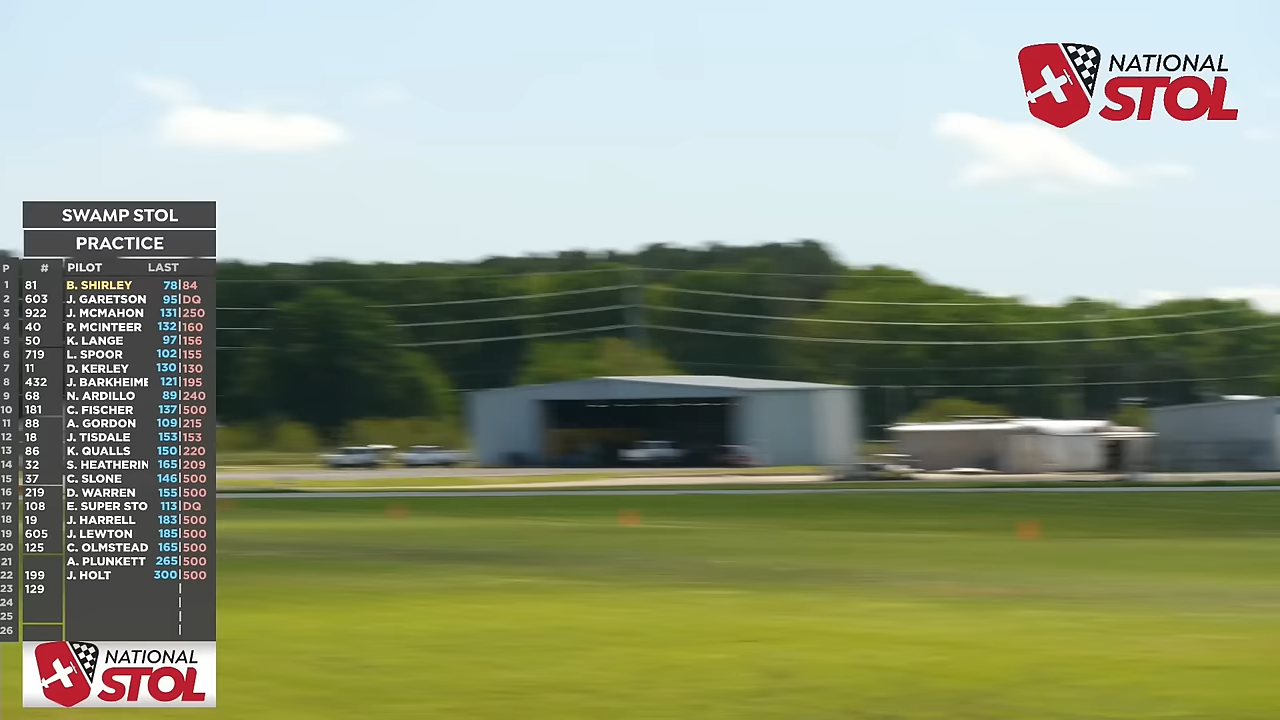 NATIONAL
STOL
SWAMP STOL
PRACTICE
P # PILOT LAST
1 81 B. SHIRLEY 78 84
2 603 J. GARETSON 95 DQ
3 922 J. MCMAHON 131 250
4 40 P. MCINTEER 132 160
5 50 K. LANGE 97 156
6 719 L. SPOOR 102 155
7 11 D. KERLEY 130 130
8 432 J. BARKHEIME 121 195
9 68 N. ARDILLO 89 240
10 181 C. FISCHER 137 500
11 88 A. GORDON 109 215
12 18 J. TISDALE 153 153
13 86 K. QUALLS 150 220
14 32 S. HEATHERIN 165 209
15 37 C. SLONE 146 500
16 219 D. WARREN 155 500
17 108 E. SUPER STO 113 DQ
18 19 J. HARRELL 183 500
19 605 J. LEWTON 185 500
20 125 C. OLMSTEAD 165 500
21 A. PLUNKETT 265 500
22 199 J. HOLT 300 500
23 129
24
25
26
NATIONAL
STOL